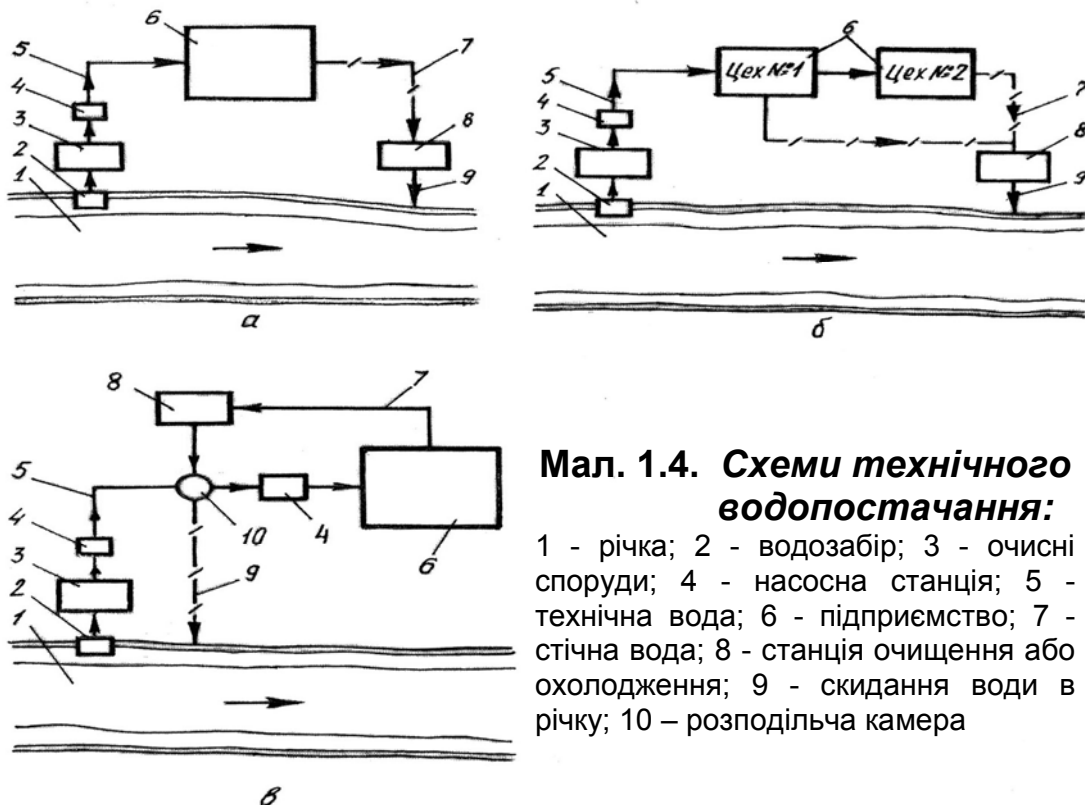 6
5
7
4
3
8
2
9
1
а
6
5
Цех №1
Цех №2
7
4
3
8
2
9
1
б
8
7
5
10
4
6
4
3
9
2
1
в
Мал. 1.4. Схеми технічного
водопостачання:
1 - річка; 2 - водозабір; 3 - очисні
споруди; 4 - насосна станція; 5 -
технічна вода; 6 - підприємство; 7 -
стічна вода; 8 - станція очищення або
охолодження; 9 - скидання води в
річку; 10 – розподільча камера